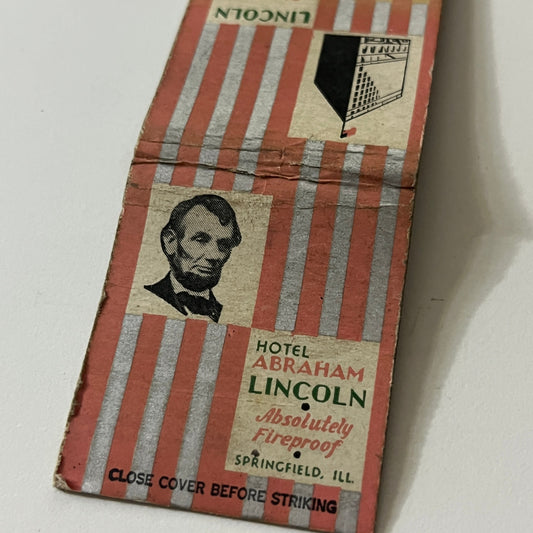 LINCOLN
HOTEL
ABRAHAM
LINCOLN
Absolutely
Fireproof
SPRINGFIELD, ILL.
CLOSE COVER BEFORE STRIKING